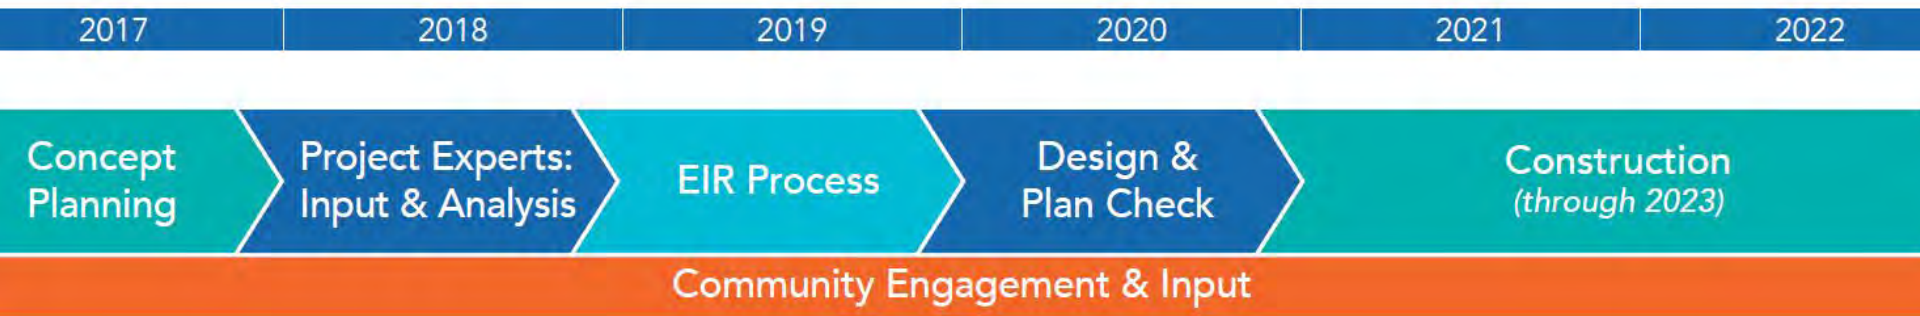 2017 2018 2019 2020 2021 2022
Concept
Planning
Project Experts:
Input & Analysis
EIR Process
Design &
Plan Check
Construction
(through 2023)
Community Engagement & Input